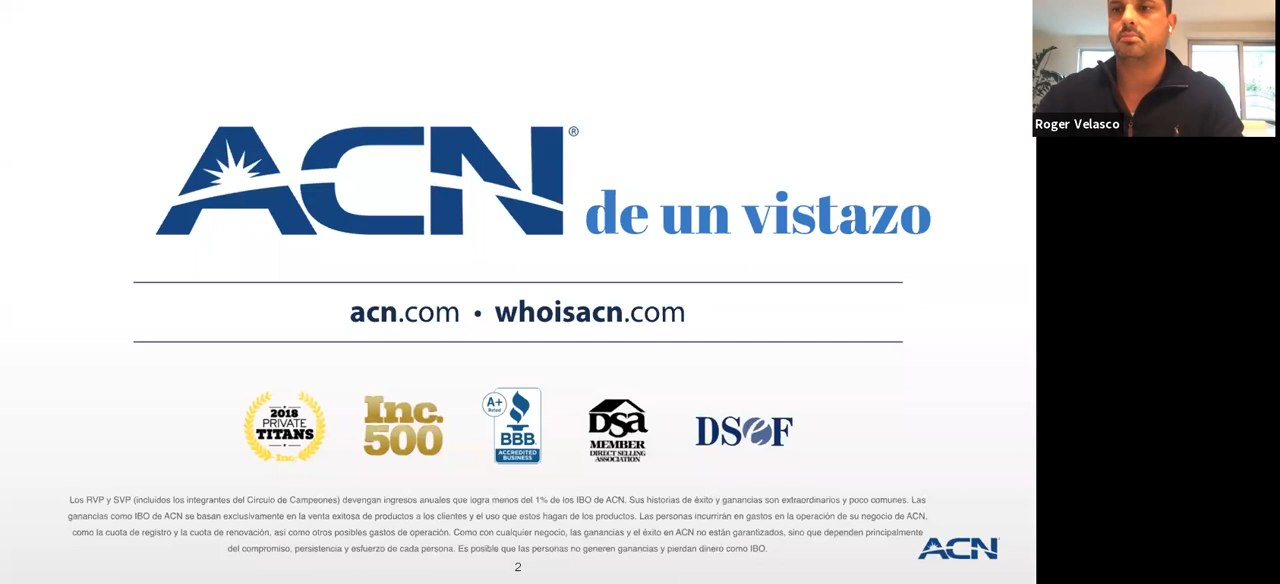 ACN®
de un vistazo
Roger Velasco
acn.com • whoisacn.com
2018
PRIVATE
TITANS
Inc.
Inc.
500
A+
Rated
BBB
ACCREDITED
BUSINESS
DSA
MEMBER
DIRECT SELLING
ASSOCIATION
DSEF
Los RVP y SVP (incluidos los integrantes del Círculo de Campeones) devengan ingresos anuales que logra menos del 1% de los IBO de ACN. Sus historias de éxito y ganancias son extraordinarios y poco comunes. Las
ganancias como IBO de ACN se basan exclusivamente en la venta exitosa de productos a los clientes y el uso que estos hagan de los productos. Las personas incurrirán en gastos en la operación de su negocio de ACN,
como la cuota de registro y la cuota de renovación, así como otros posibles gastos de operación. Como con cualquier negocio, las ganancias y el éxito en ACN no están garantizados, sino que dependen principalmente
del compromiso, persistencia y esfuerzo de cada persona. Es posible que las personas no generen ganancias y pierdan dinero como IBO.
ACN
2